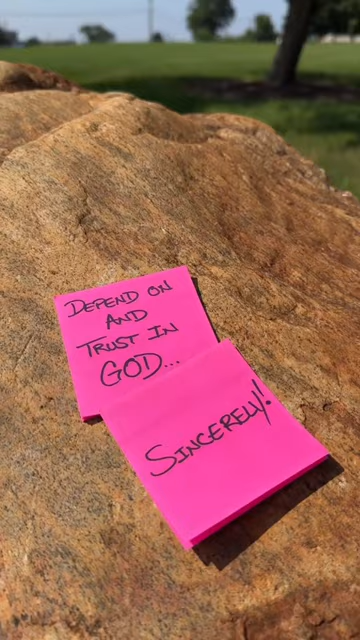 DEPEND ON
AND
TRUST IN
GOD...
SINCERELY!